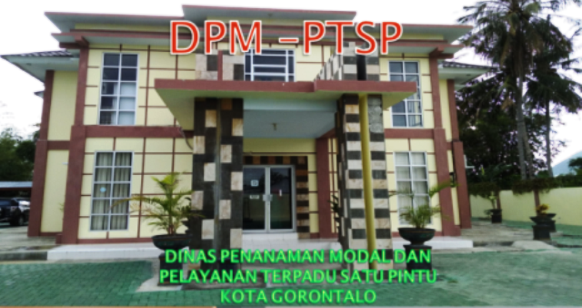 DPM -PTSP
DINAS PENANAMAN MODAL DAN
PELAYANAN TERPADU SATU PINTU
KOTA GORONTALO